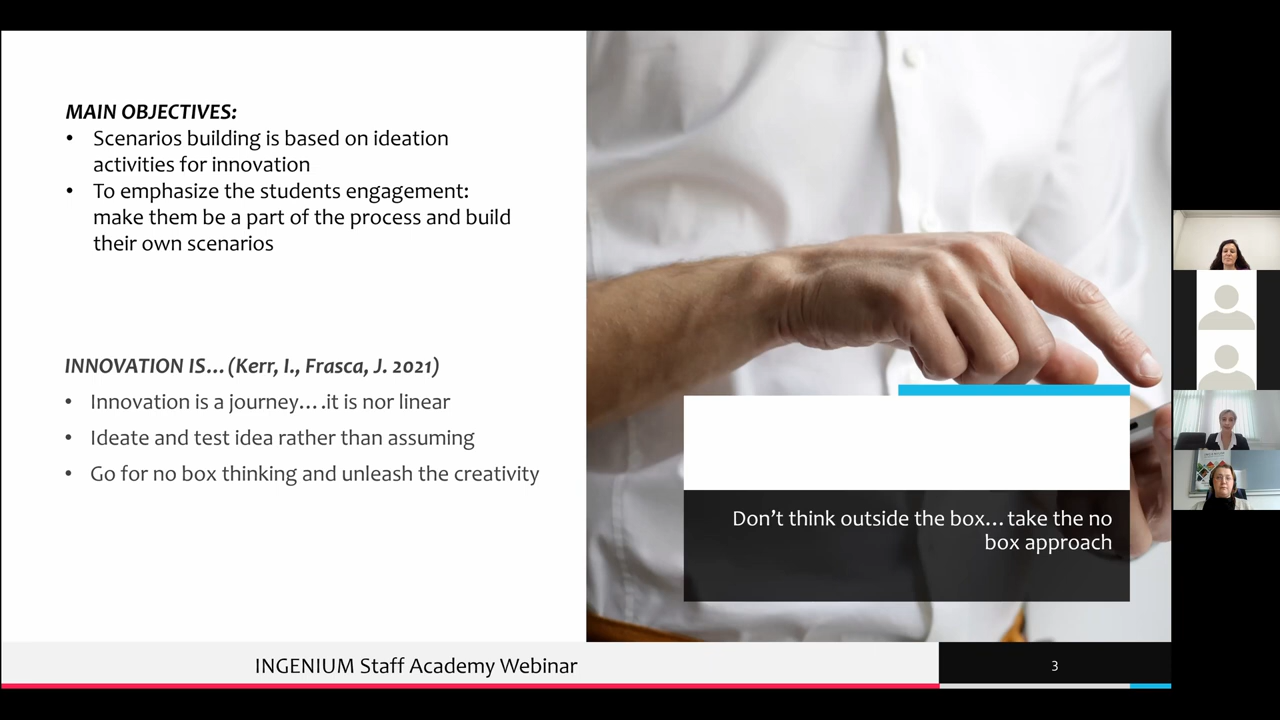 MAIN OBJECTIVES:
• Scenarios building is based on ideation
activities for innovation
• To emphasize the students engagement:
make them be a part of the process and build
their own scenarios
INNOVATION IS…(Kerr, I., Frasca, J. 2021)
• Innovation is a journey….it is nor linear
• Ideate and test idea rather than assuming
• Go for no box thinking and unleash the creativity
Don’t think outside the box…take the no
box approach
INGENIUM Staff Academy Webinar
3
INGENIUM